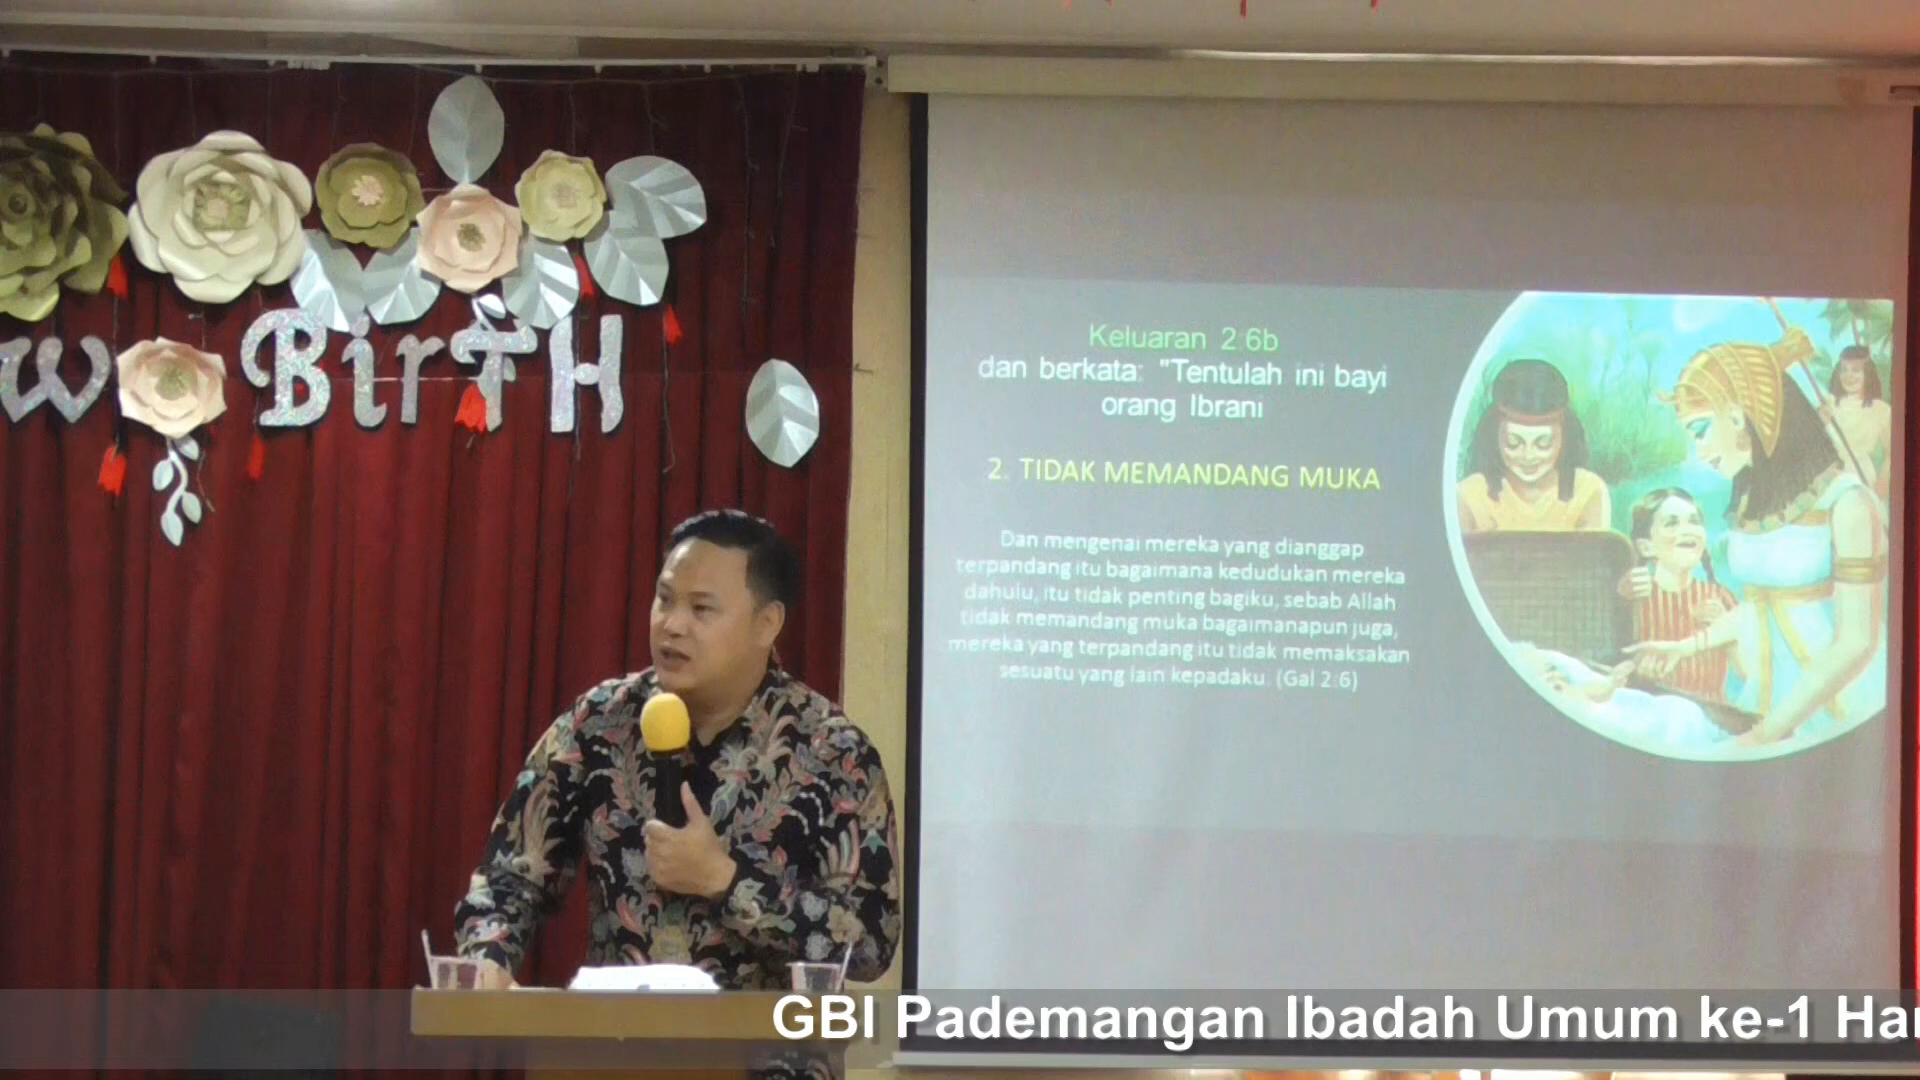 w BirTH
Keluaran 2:6b
dan berkata: "Tentulah ini bayi
orang Ibrani
2. TIDAK MEMANDANG MUKA
Dan mengenai mereka yang dianggap
terpandang itu bagaimana kedudukan mereka
dahulu, itu tidak penting bagiku, sebab Allah
tidak memandang muka bagaimanapun juga,
mereka yang terpandang itu tidak memaksakan
sesuatu yang lain kepadaku. (Gal 2:6)
GBI Pademangan Ibadah Umum ke-1 Har